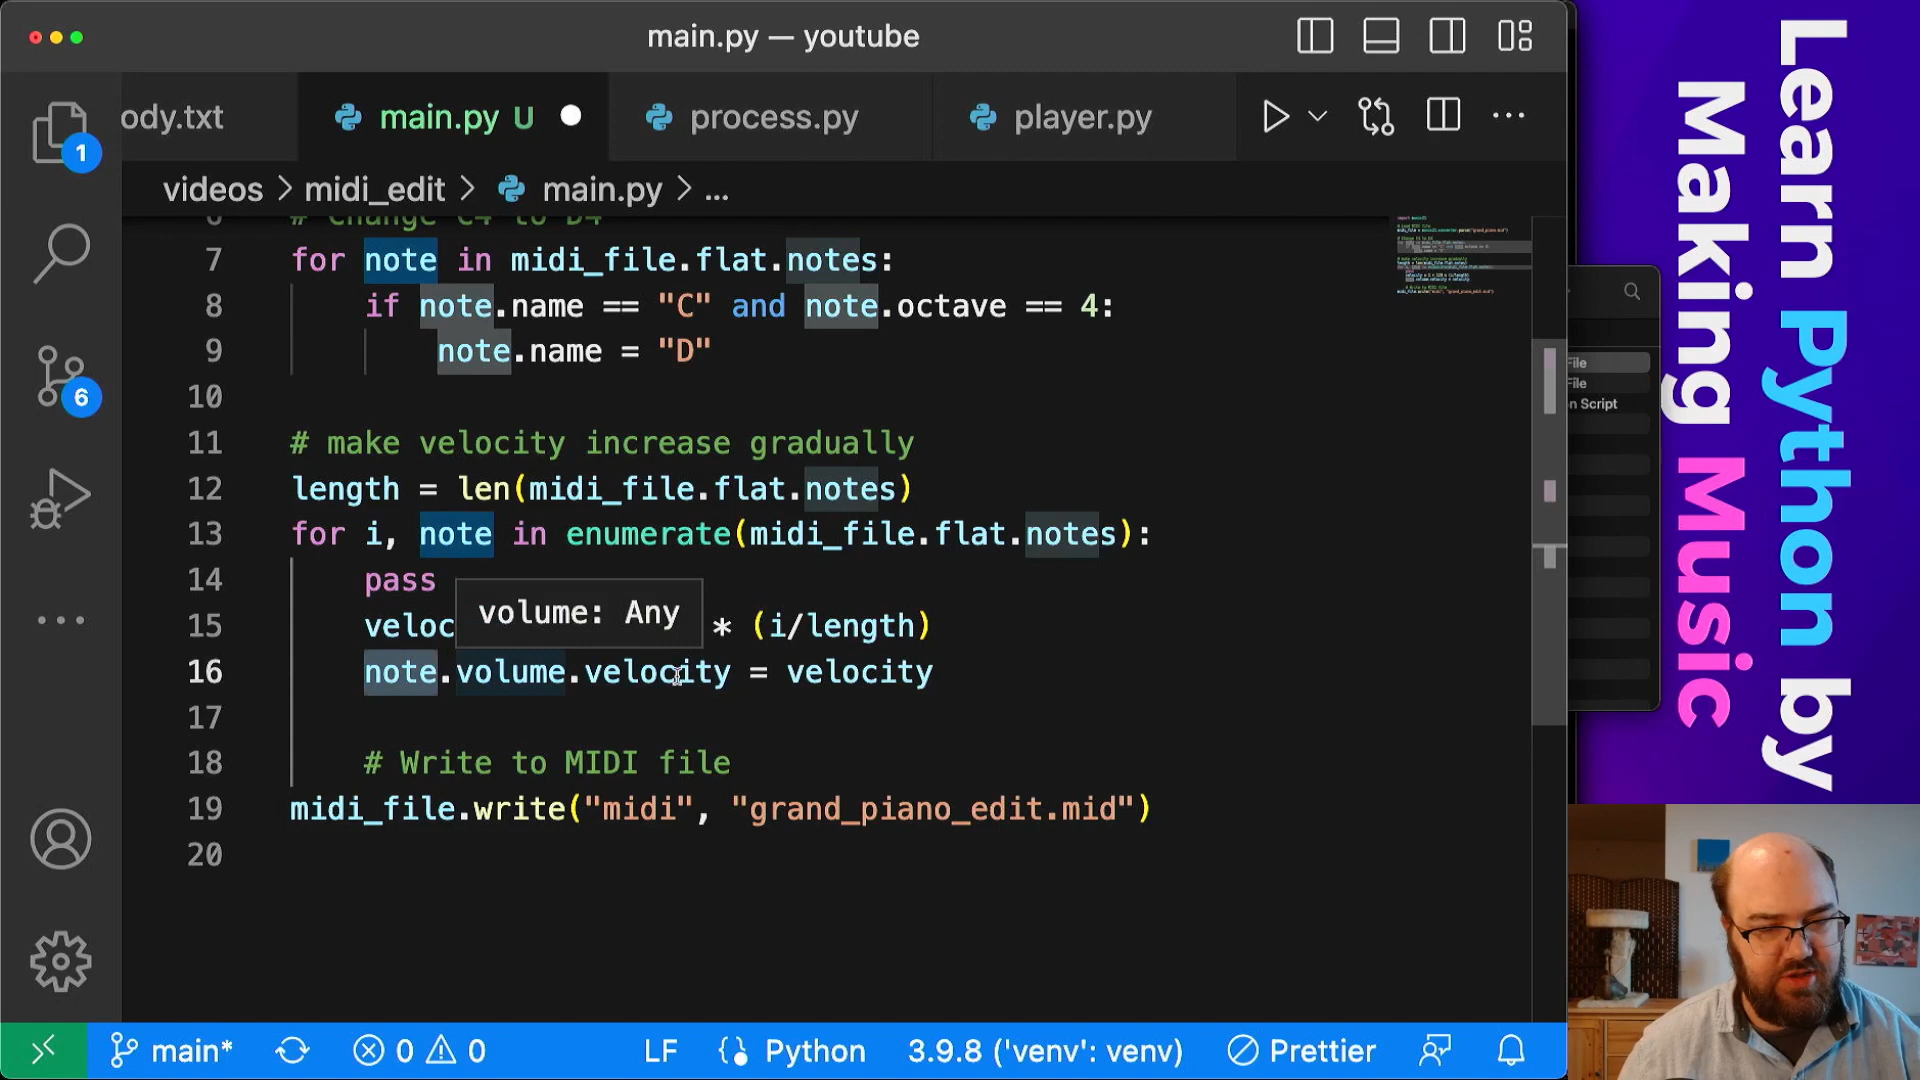 main.py — youtube
ody.txt
main.py U
process.py
player.py
videos > midi_edit > main.py > ...
1
6
# Change C4 to D4
7 for note in midi_file.flat.notes:
8 if note.name == "C" and note.octave == 4:
9 note.name = "D"
10
11 # make velocity increase gradually
12 length = len(midi_file.flat.notes)
13 for i, note in enumerate(midi_file.flat.notes):
14 pass
volume: Any
15 veloc * (i/length)
16 note.volume.velocity = velocity
17
18 # Write to MIDI file
19 midi_file.write("midi", "grand_piano_edit.mid")
20
main* 0 0 LF Python 3.9.8 ('venv': venv) Prettier
File
File
n Script
Learn Python by
Making Music